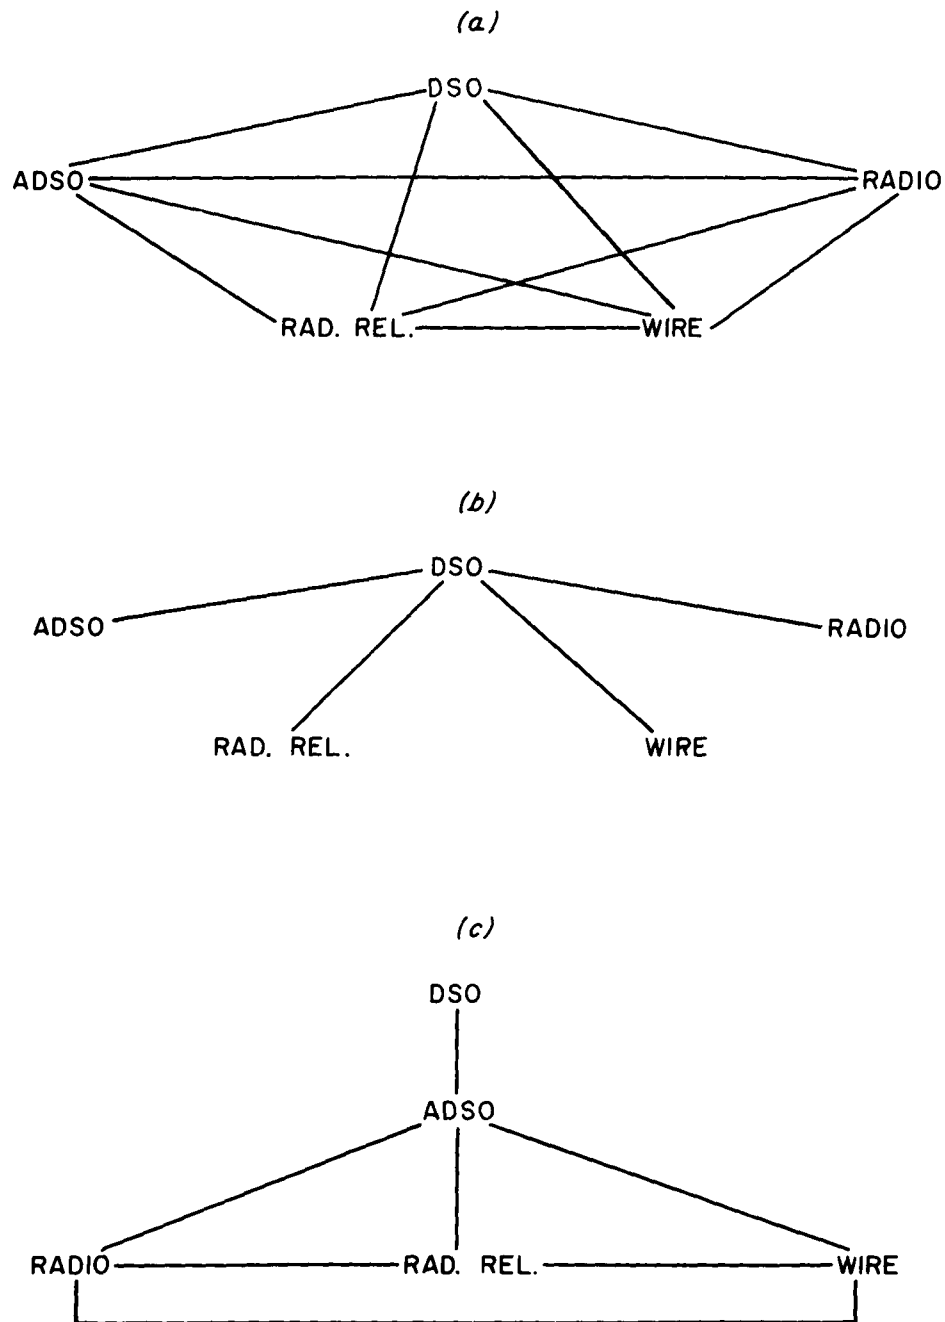 (a)
DSO
ADSO RADIO
RAD. REL. WIRE
(b)
DSO
ADSO RADIO
RAD. REL. WIRE
(c)
DSO
ADSO
RADIO RAD. REL. WIRE